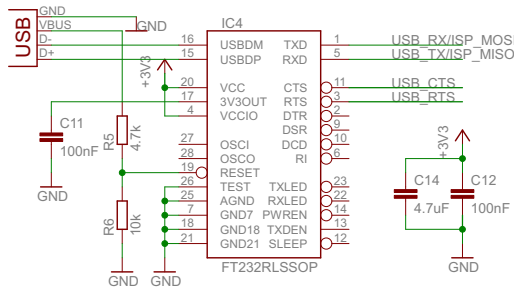 USB
GND
VBUS
D-
D+
GND
IC4
16 USBDM TXD 1 USB_RX/ISP_MOSI
15 USBDP RXD 5 USB_TX/ISP_MISO
+3V3
20 VCC CTS 11 USB_CTS
17 3V3OUT RTS 3 USB_RTS
4 VCCIO DTR 2
DSR 9
27 OSCI DCD 10
28 OSCO RI 6
19 RESET
26 TEST TXLED 23
25 AGND RXLED 22
7 GND7 PWREN 14
18 GND18 TXDEN 13
21 GND21 SLEEP 12
FT232RLSSOP
C11
100nF
GND
R5
4.7k
R6
10k
GND
GND
+3V3
C14
4.7uF
C12
100nF
GND